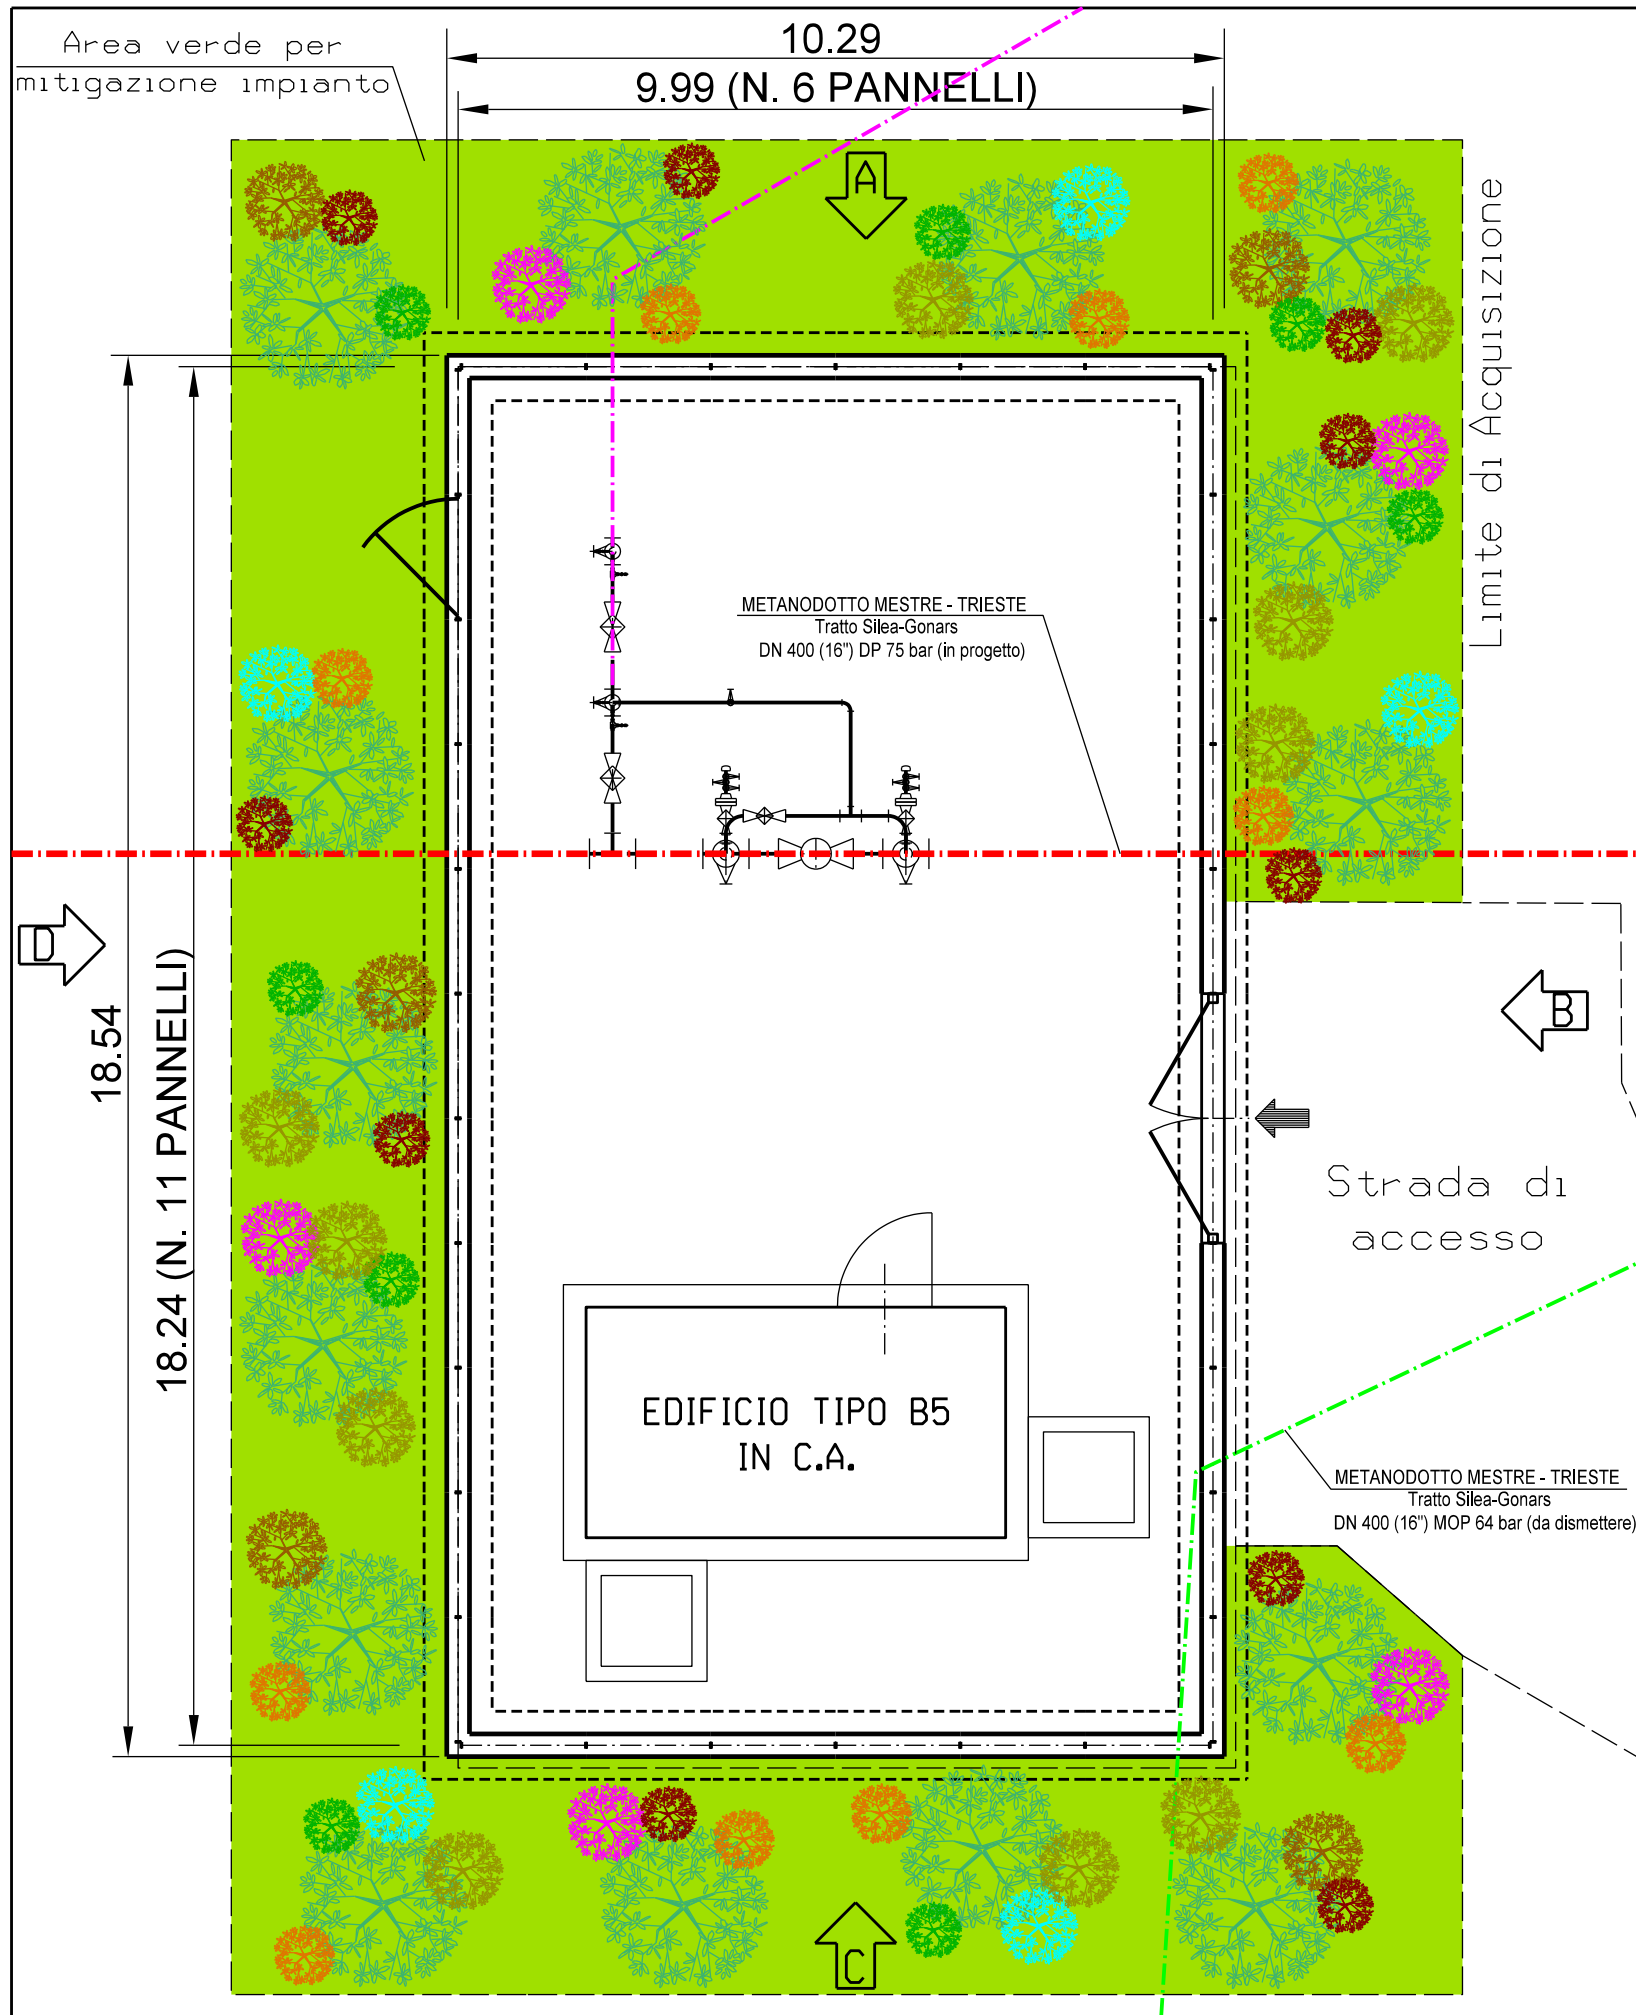 Area verde per
mitigazione impianto
10.29
9.99 (N. 6 PANNELLI)
A
Limite di Acquisizione
METANODOTTO MESTRE - TRIESTE
Tratto Silea-Gonars
DN 400 (16") DP 75 bar (in progetto)
D
18.54
18.24 (N. 11 PANNELLI)
B
Strada di
accesso
EDIFICIO TIPO B5
IN C.A.
METANODOTTO MESTRE - TRIESTE
Tratto Silea-Gonars
DN 400 (16") MOP 64 bar (da dismettere)
C